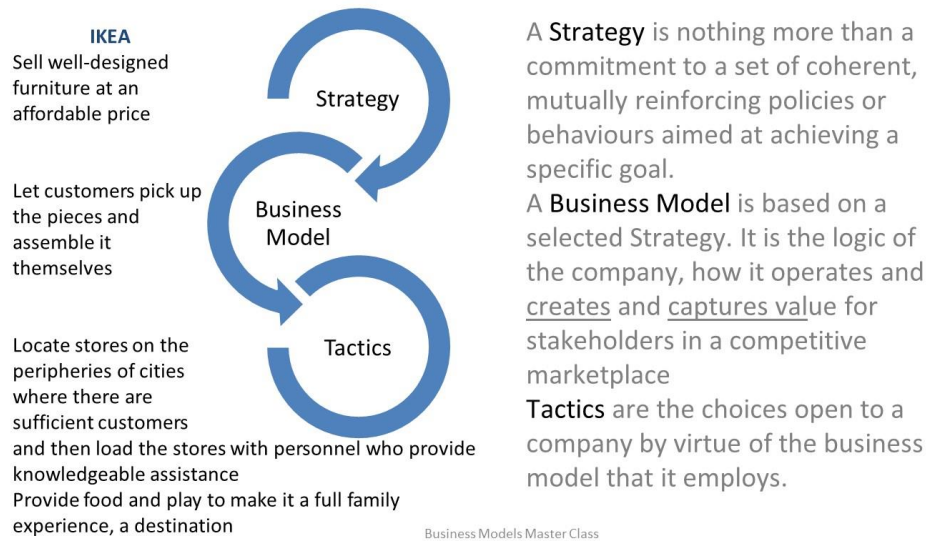 IKEA
Sell well-designed
furniture at an
affordable price
Strategy
Let customers pick up
the pieces and
assemble it
themselves
Business
Model
Locate stores on the
peripheries of cities
where there are
sufficient customers
and then load the stores with personnel who provide
knowledgeable assistance
Provide food and play to make it a full family
experience, a destination
Tactics
A Strategy is nothing more than a
commitment to a set of coherent,
mutually reinforcing policies or
behaviours aimed at achieving a
specific goal.
A Business Model is based on a
selected Strategy. It is the logic of
the company, how it operates and
creates and captures value for
stakeholders in a competitive
marketplace
Tactics are the choices open to a
company by virtue of the business
model that it employs.
Business Models Master Class